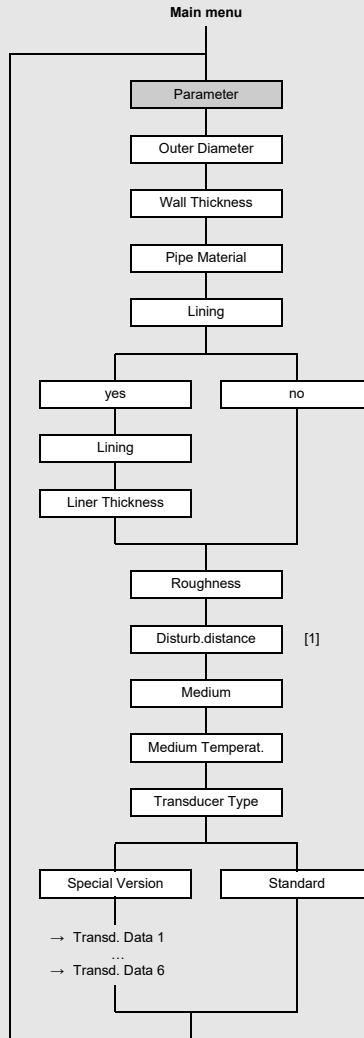 Main menu
Parameter
Outer Diameter
Wall Thickness
Pipe Material
Lining
yes
no
Lining
Liner Thickness
Roughness
Disturb.distance [1]
Medium
Medium Temperat.
Transducer Type
Special Version
Standard
→ Transd. Data 1
…
→ Transd. Data 6